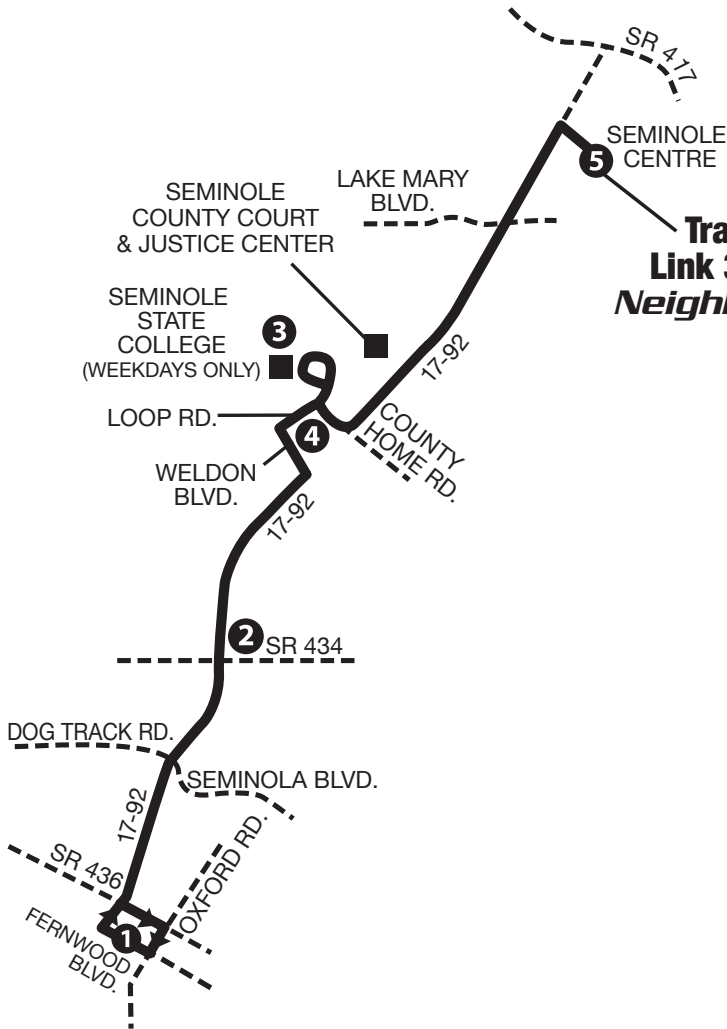 SR 417
SEMINOLE
CENTRE
5
LAKE MARY
BLVD.
SEMINOLE
COUNTY COURT
& JUSTICE CENTER
Link
SEMINOLE
STATE
COLLEGE
(WEEKDAYS ONLY)
3
17-92
LOOP RD.
4
COUNTY
HOME RD.
WELDON
BLVD.
17-92
2
SR 434
DOG TRACK RD.
SEMINOLA BLVD.
17-92
OXFORD RD.
SR 436
1
FERNWOOD
BLVD.